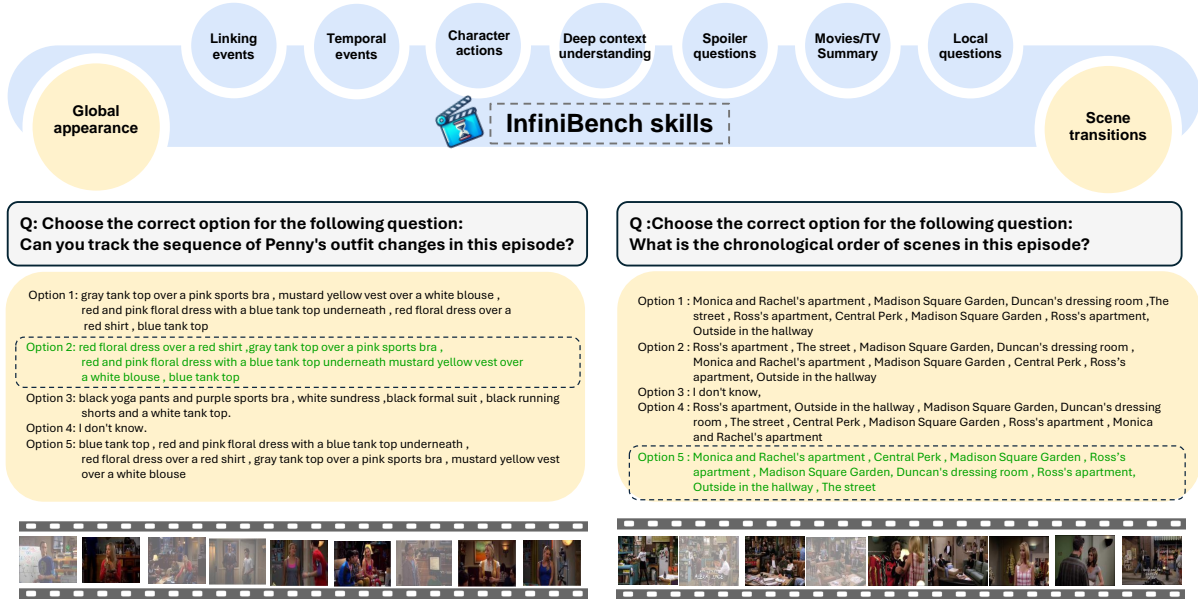 Linking
events
Temporal
events
Character
actions
Deep context
understanding
Spoiler
questions
Movies/TV
Summary
Local
questions
Global
appearance
InfiniBench skills
Scene
transitions
Q: Choose the correct option for the following question:
Can you track the sequence of Penny's outfit changes in this episode?
Option 1: gray tank top over a pink sports bra , mustard yellow vest over a white blouse ,
red and pink floral dress with a blue tank top underneath , red floral dress over a
red shirt , blue tank top
Option 2: red floral dress over a red shirt ,gray tank top over a pink sports bra ,
red and pink floral dress with a blue tank top underneath mustard yellow vest over
a white blouse , blue tank top
Option 3: black yoga pants and purple sports bra , white sundress ,black formal suit , black running
shorts and a white tank top.
Option 4: I don't know.
Option 5: blue tank top , red and pink floral dress with a blue tank top underneath ,
red floral dress over a red shirt , gray tank top over a pink sports bra , mustard yellow vest
over a white blouse
Q :Choose the correct option for the following question:
What is the chronological order of scenes in this episode?
Option 1 : Monica and Rachel's apartment , Madison Square Garden, Duncan's dressing room ,The
street , Ross's apartment, Central Perk , Madison Square Garden , Ross's apartment,
Outside in the hallway
Option 2 : Ross's apartment , The street , Madison Square Garden, Duncan's dressing room ,
Monica and Rachel's apartment , Madison Square Garden , Central Perk , Ross's
apartment, Outside in the hallway
Option 3 : I don't know,
Option 4 : Ross's apartment, Outside in the hallway , Madison Square Garden, Duncan's dressing
room , The street , Central Perk , Madison Square Garden , Ross's apartment , Monica
and Rachel's apartment
Option 5 : Monica and Rachel's apartment , Central Perk , Madison Square Garden , Ross's
apartment , Madison Square Garden, Duncan's dressing room , Ross's apartment,
Outside in the hallway , The street